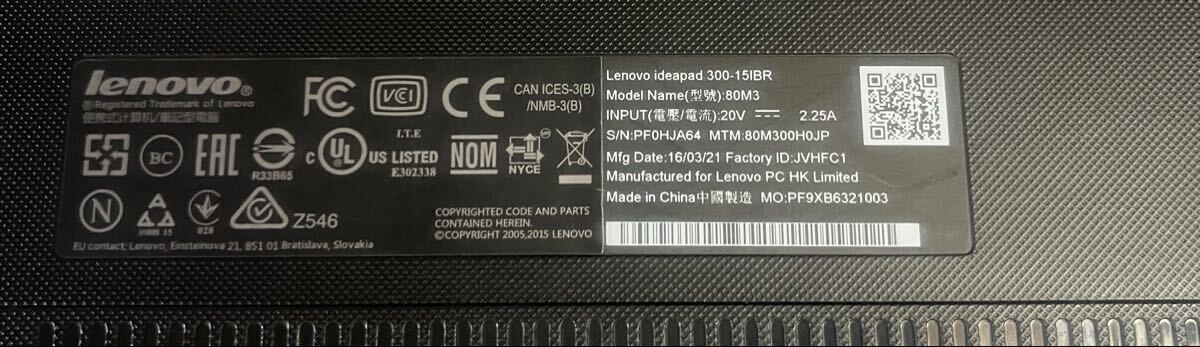 lenovo®
®Registered Trademark of Lenovo
便携式计算机/筆記型電腦
FC
VCI
CE
CAN ICES-3(B)
/NMB-3(B)
I.T.E
BC
EAC
R33B65
c UL US LISTED
E302338
NOM
NYCE
N
028
Z546
COPYRIGHTED CODE AND PARTS
CONTAINED HEREIN.
©COPYRIGHT 2005,2015 LENOVO
EU contact: Lenovo, Einsteinova 21, 851 01 Bratislava, Slovakia
Lenovo ideapad 300-15IBR
Model Name(型號):80M3
INPUT(電壓/電流):20V ⎓ 2.25A
S/N:PF0HJA64 MTM:80M300H0JP
Mfg Date:16/03/21 Factory ID:JVHFC1
Manufactured for Lenovo PC HK Limited
Made in China中國製造 MO:PF9XB6321003